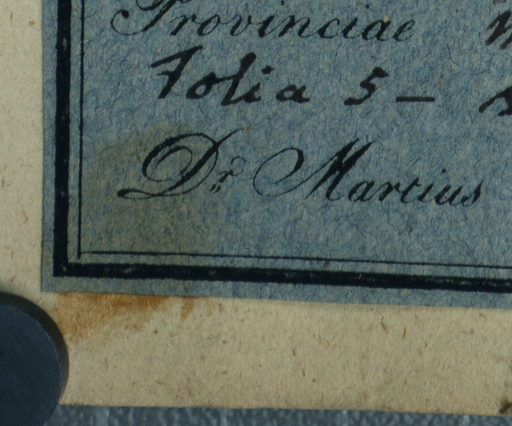 Provinciae
Folia 5 –
Dr. Martius